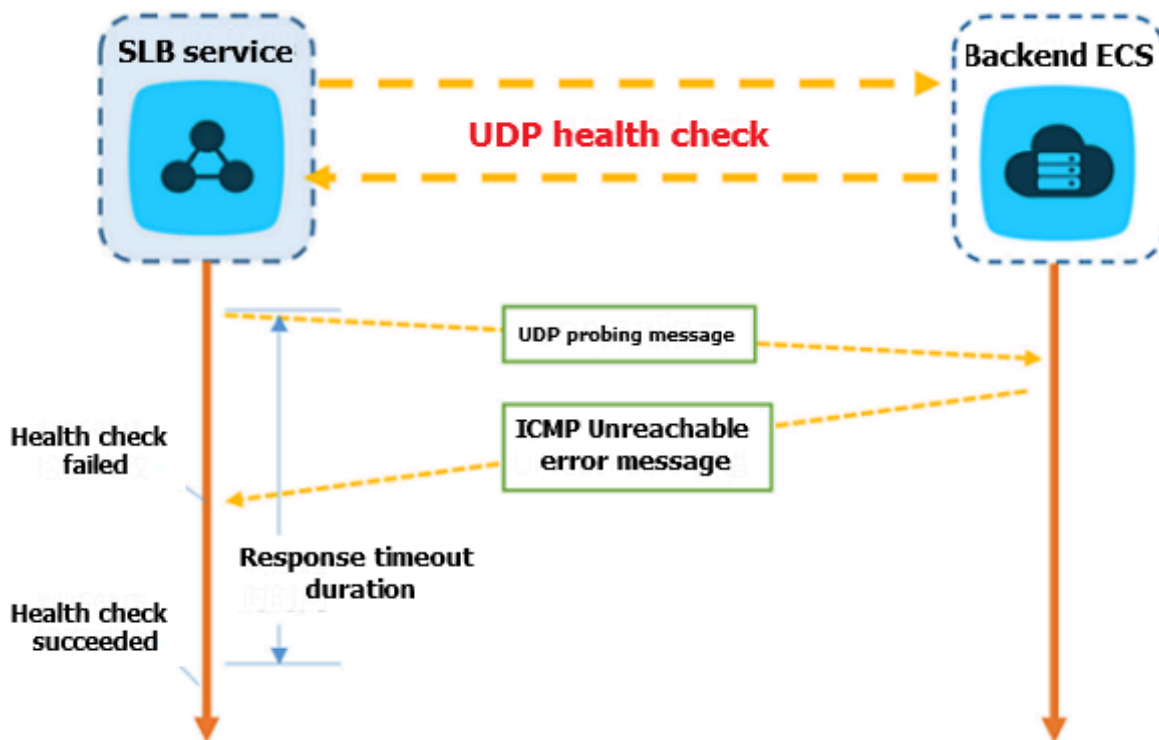 SLB service
Backend ECS
UDP health check
UDP probing message
ICMP Unreachable
error message
Health check
failed
Response timeout
duration
Health check
succeeded